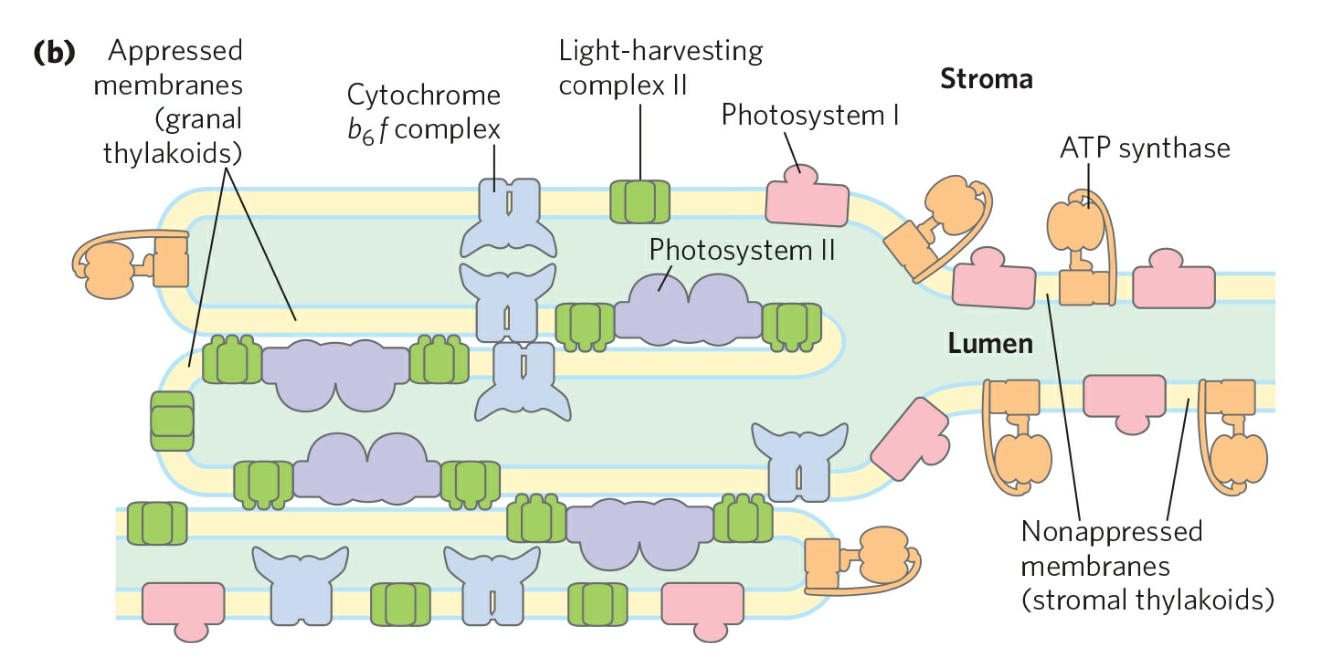 (b)
Appressed
membranes
(granal
thylakoids)
Cytochrome
b₆f complex
Light-harvesting
complex II
Photosystem I
Stroma
ATP synthase
Photosystem II
Lumen
Nonappressed
membranes
(stromal thylakoids)